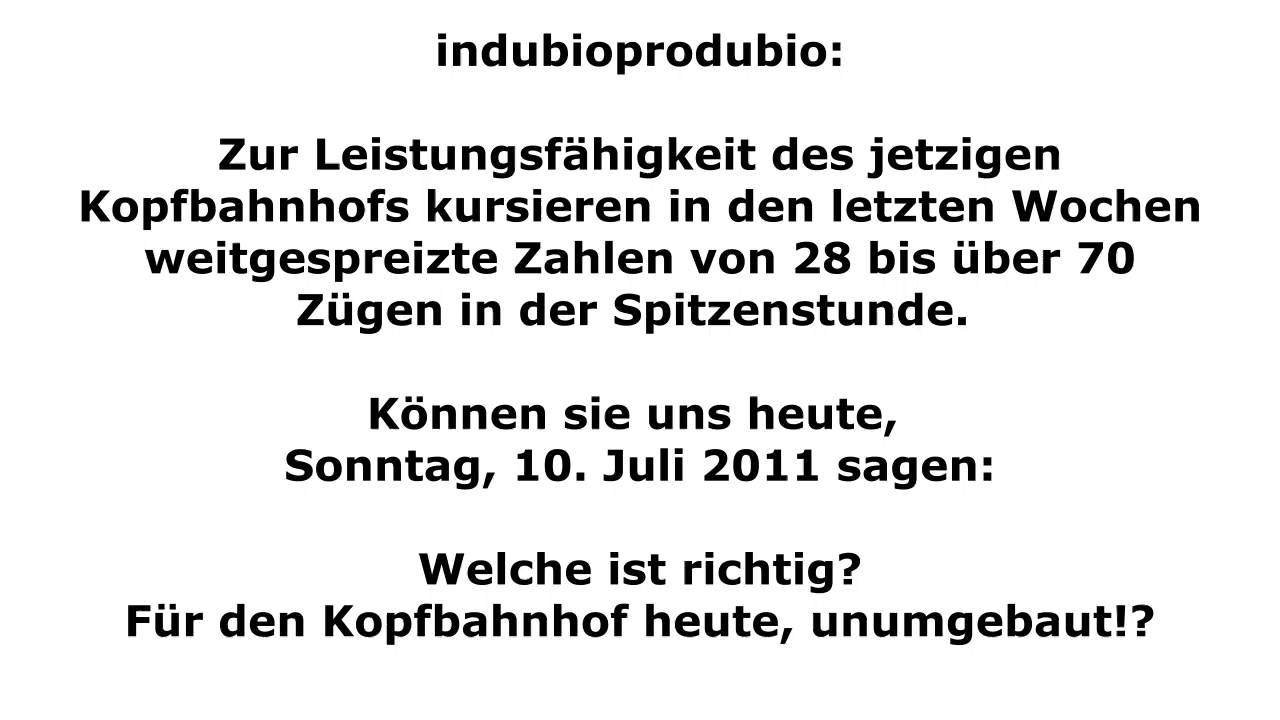 indubioprodubio:
Zur Leistungsfähigkeit des jetzigen
Kopfbahnhofs kursieren in den letzten Wochen
weitgespreizte Zahlen von 28 bis über 70
Zügen in der Spitzenstunde.
Können sie uns heute,
Sonntag, 10. Juli 2011 sagen:
Welche ist richtig?
Für den Kopfbahnhof heute, unumgebaut!?